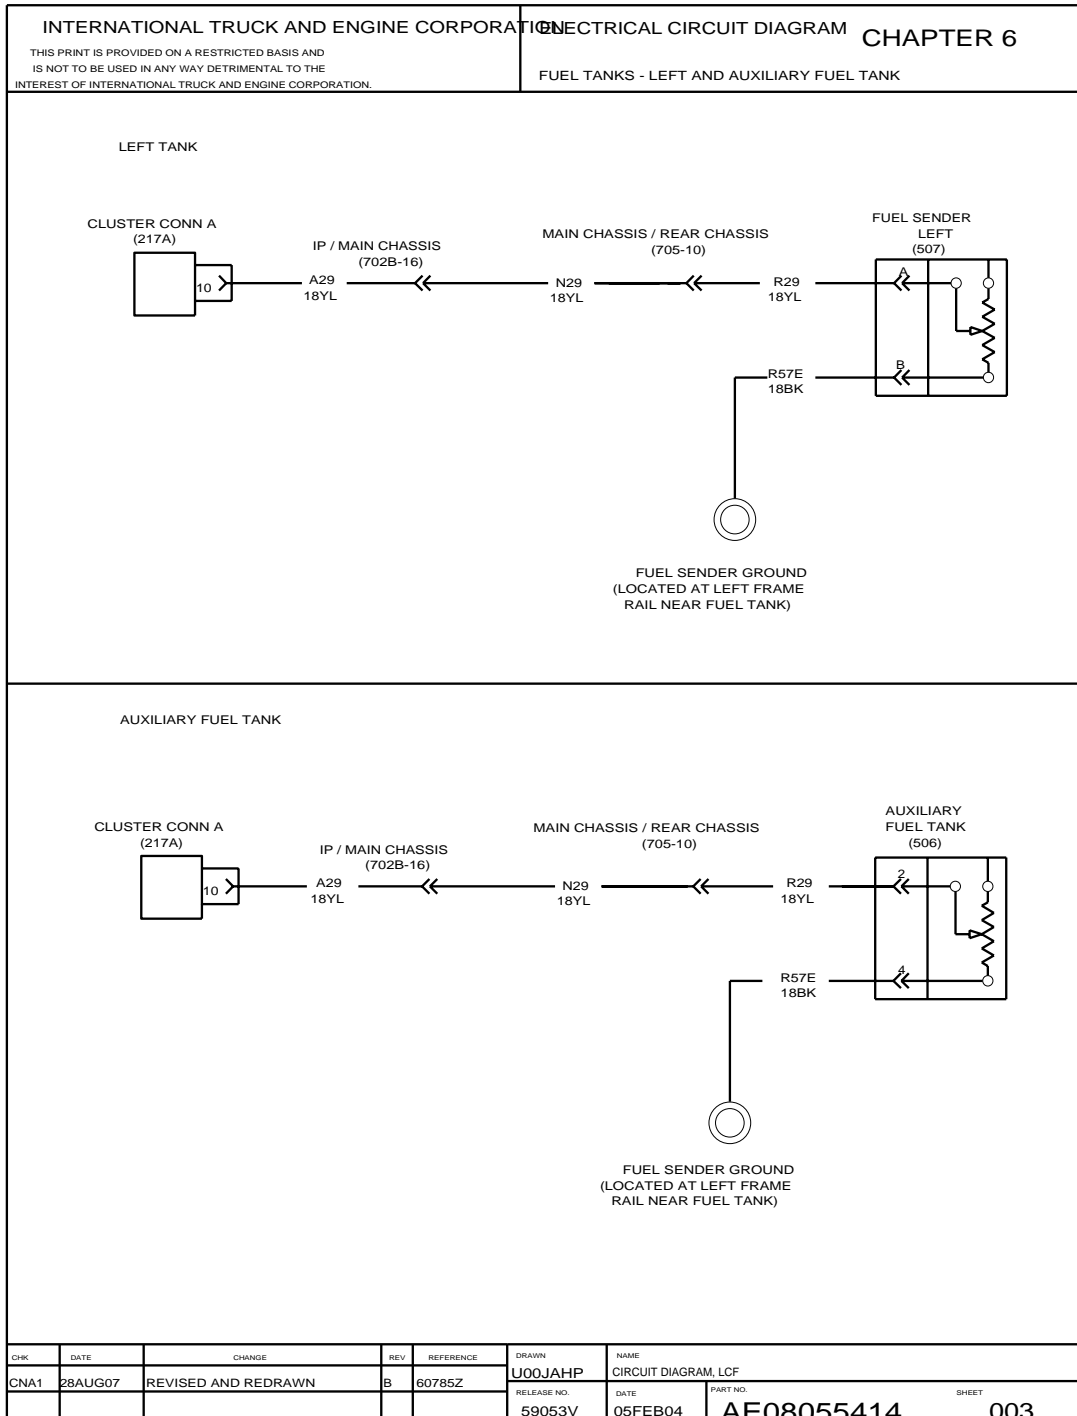 INTERNATIONAL TRUCK AND ENGINE CORPORATION
THIS PRINT IS PROVIDED ON A RESTRICTED BASIS AND
IS NOT TO BE USED IN ANY WAY DETRIMENTAL TO THE
INTEREST OF INTERNATIONAL TRUCK AND ENGINE CORPORATION.
ELECTRICAL CIRCUIT DIAGRAM
CHAPTER 6
FUEL TANKS - LEFT AND AUXILIARY FUEL TANK
LEFT TANK
CLUSTER CONN A
(217A)
10
A29
18YL
IP / MAIN CHASSIS
(702B-16)
N29
18YL
MAIN CHASSIS / REAR CHASSIS
(705-10)
R29
18YL
FUEL SENDER
LEFT
(507)
A
B
R57E
18BK
FUEL SENDER GROUND
(LOCATED AT LEFT FRAME
RAIL NEAR FUEL TANK)
AUXILIARY FUEL TANK
CLUSTER CONN A
(217A)
10
A29
18YL
IP / MAIN CHASSIS
(702B-16)
N29
18YL
MAIN CHASSIS / REAR CHASSIS
(705-10)
R29
18YL
AUXILIARY
FUEL TANK
(506)
2
4
R57E
18BK
FUEL SENDER GROUND
(LOCATED AT LEFT FRAME
RAIL NEAR FUEL TANK)
CHK DATE CHANGE REV REFERENCE
CNA1 28AUG07 REVISED AND REDRAWN B 60785Z
DRAWN
U00JAHP
NAME
CIRCUIT DIAGRAM, LCF
RELEASE NO.
59053V
DATE
05FEB04
PART NO.
AE08055414
SHEET
003